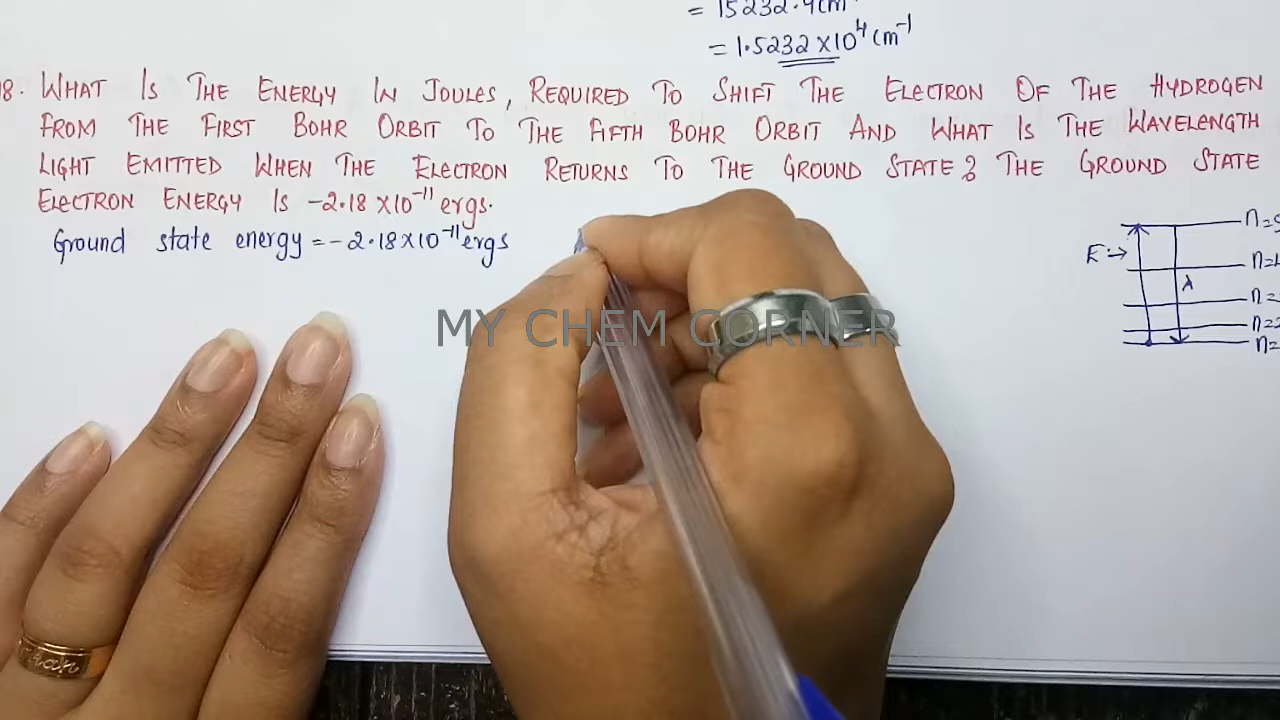 = 15232.4cm
= 1.5232 x10⁴ cm⁻¹
18. WHAT IS THE ENERGY IN JOULES, REQUIRED TO SHIFT THE ELECTRON OF THE HYDROGEN
FROM THE FIRST BOHR ORBIT TO THE FIFTH BOHR ORBIT AND WHAT IS THE WAVELENGTH
LIGHT EMITTED WHEN THE ELECTRON RETURNS TO THE GROUND STATE? THE GROUND STATE
ELECTRON ENERGY IS -2.18 x10⁻¹¹ ergs.
Ground state energy = -2.18 x10⁻¹¹ ergs
n=5
E:→
n=
λ
n=
n=
n=
MY CHEM CORNER